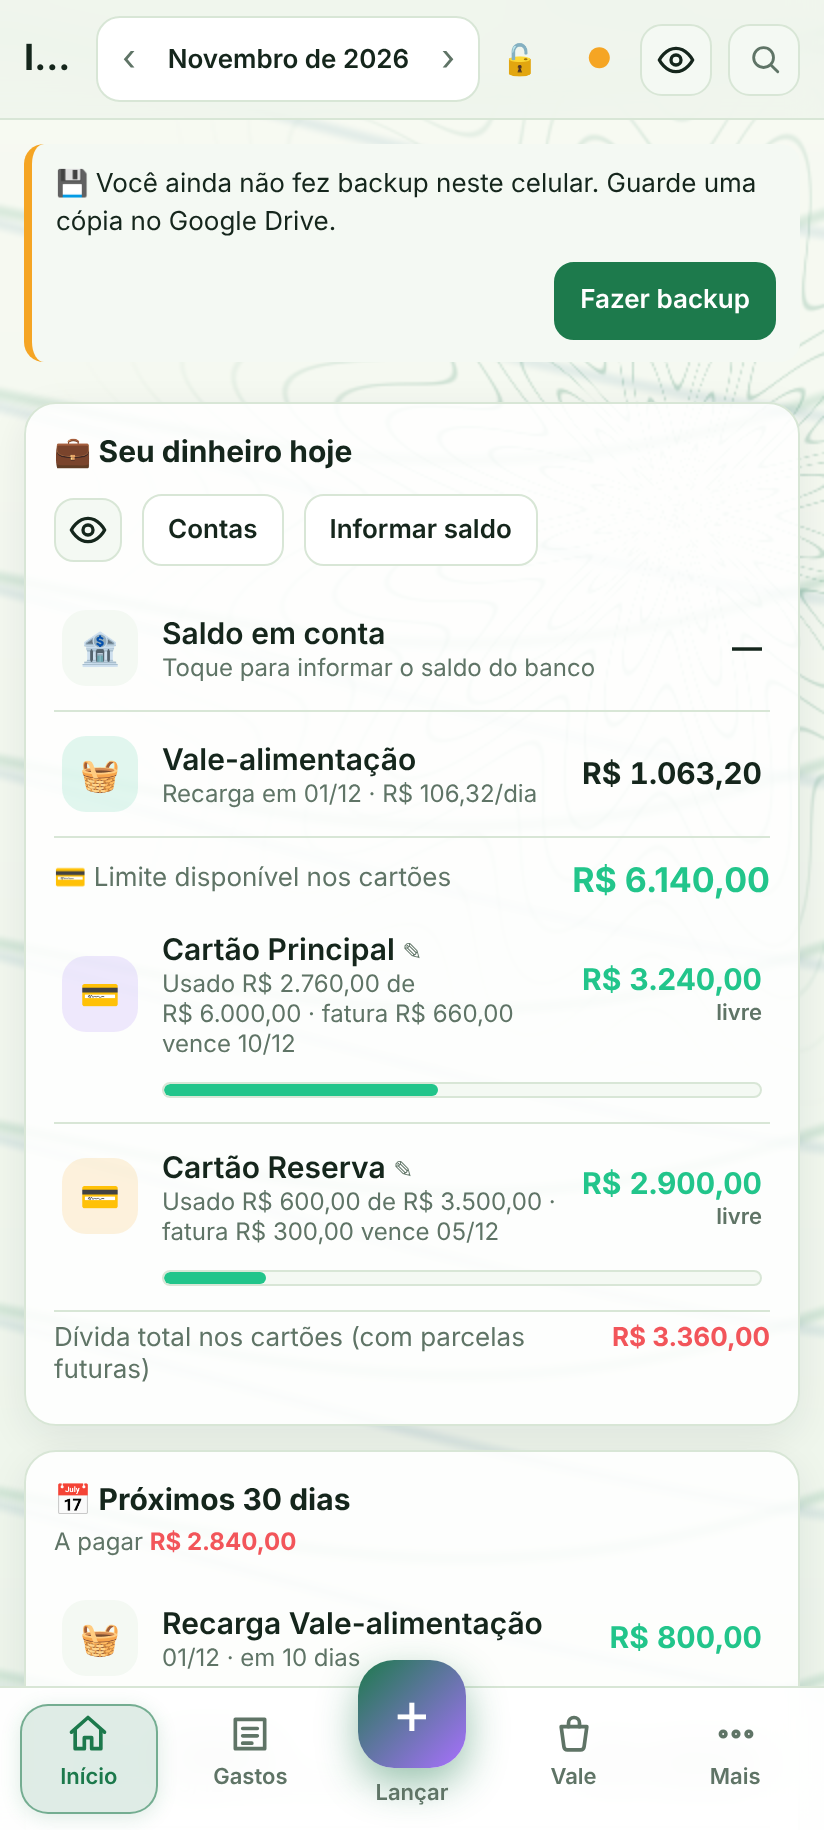 I...
Novembro de 2026
Você ainda não fez backup neste celular. Guarde uma
cópia no Google Drive.
Fazer backup
Seu dinheiro hoje
Contas
Informar saldo
Saldo em conta
Toque para informar o saldo do banco
—
Vale-alimentação
R$ 1.063,20
Recarga em 01/12 · R$ 106,32/dia
Limite disponível nos cartões
R$ 6.140,00
Cartão Principal ✎
Usado R$ 2.760,00 de
R$ 6.000,00 · fatura R$ 660,00
vence 10/12
R$ 3.240,00
livre
Cartão Reserva ✎
Usado R$ 600,00 de R$ 3.500,00 ·
fatura R$ 300,00 vence 05/12
R$ 2.900,00
livre
Dívida total nos cartões (com parcelas
futuras)
R$ 3.360,00
Próximos 30 dias
A pagar R$ 2.840,00
Recarga Vale-alimentação
01/12 · em 10 dias
R$ 800,00
Início
Gastos
Lançar
Vale
Mais